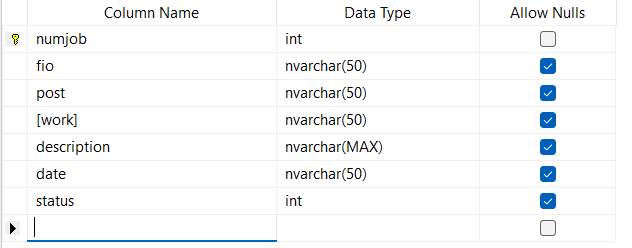 Column Name Data Type Allow Nulls
numjob int
fio nvarchar(50)
post nvarchar(50)
[work] nvarchar(50)
description nvarchar(MAX)
date nvarchar(50)
status int